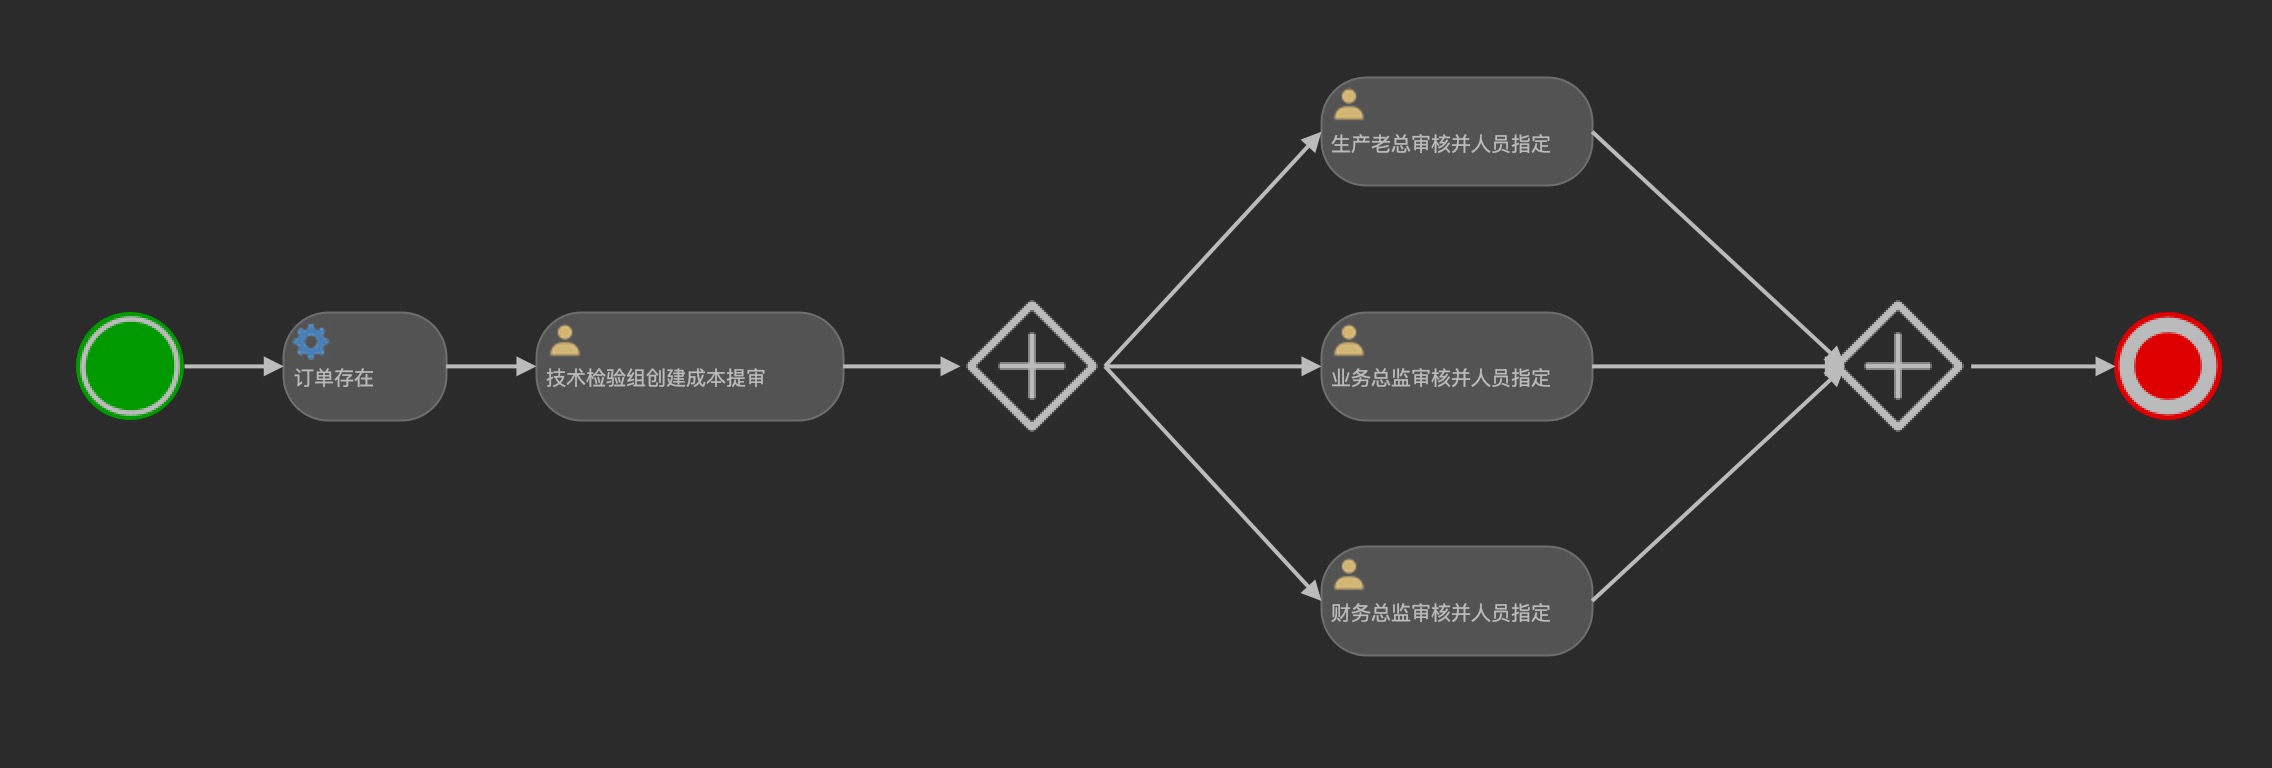 订单存在
技术检验组创建成本提审
生产老总审核并人员指定
业务总监审核并人员指定
财务总监审核并人员指定